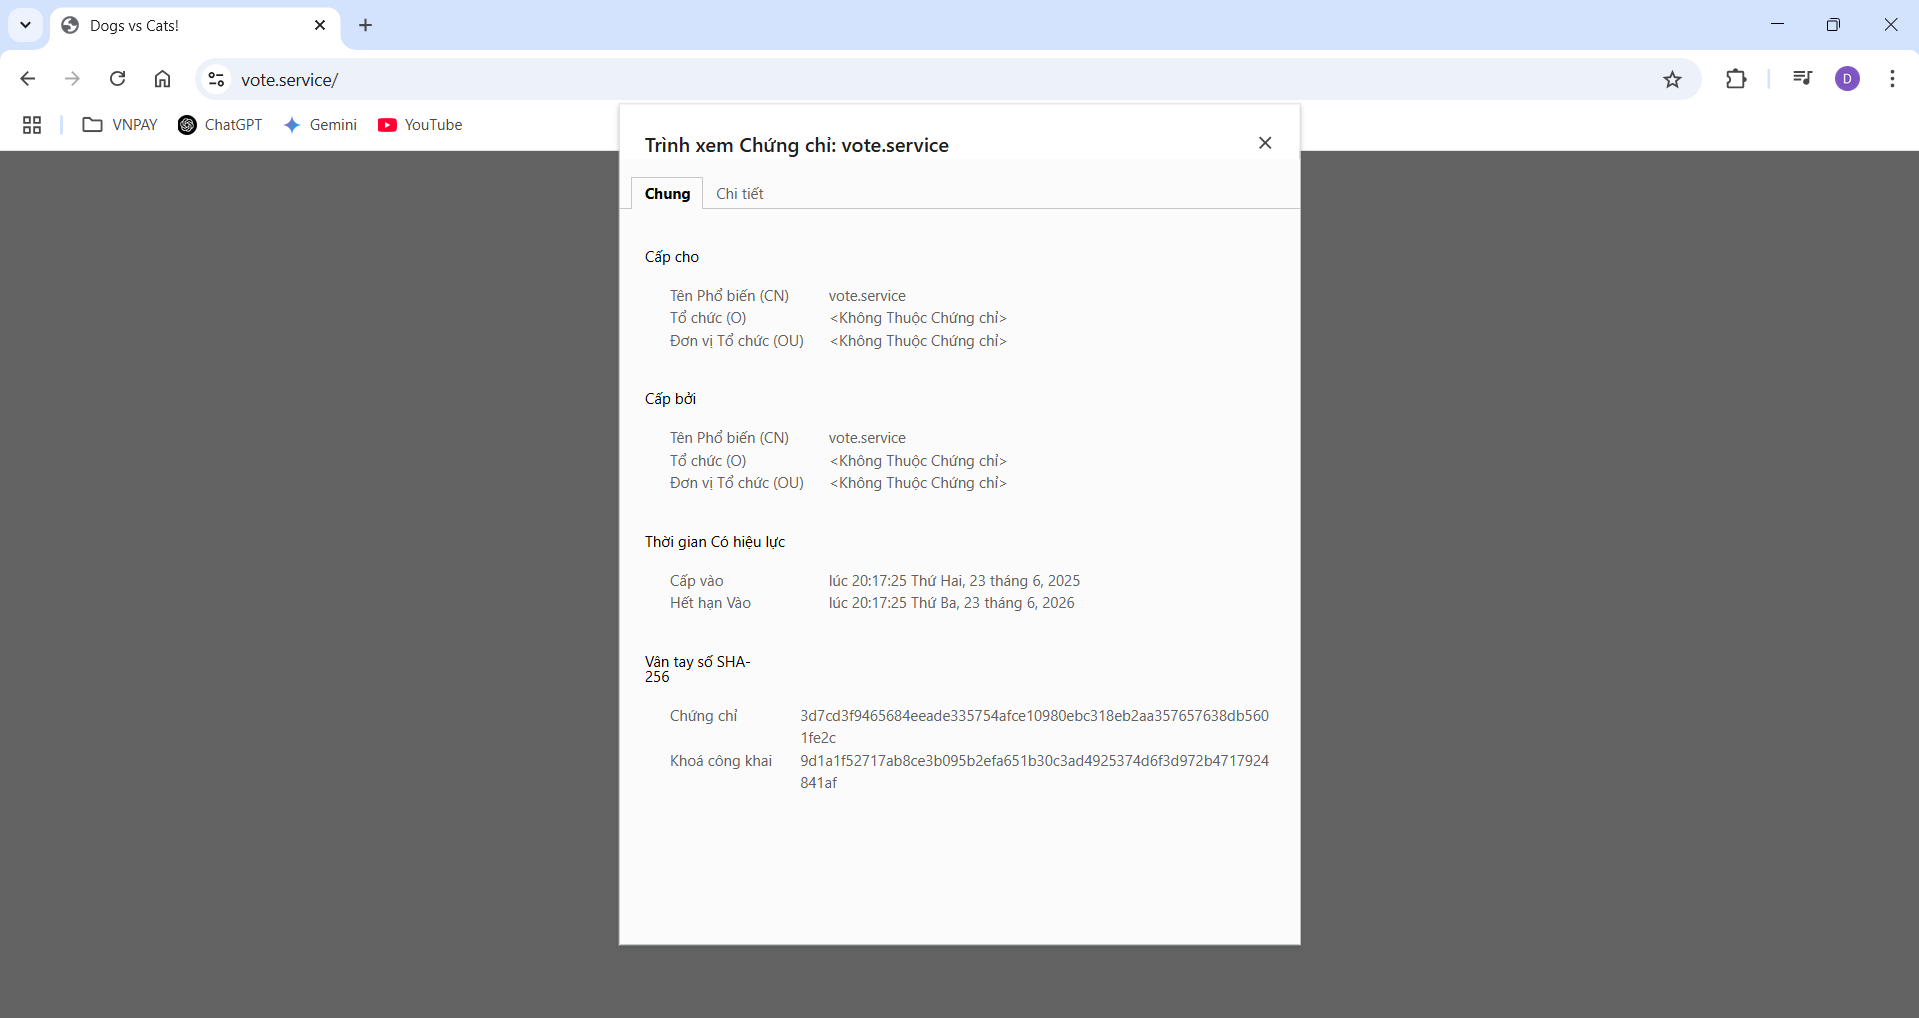 Dogs vs Cats!
vote.service/
D
VNPAY ChatGPT Gemini YouTube
Trình xem Chứng chỉ: vote.service
Chung Chi tiết
Cấp cho
Tên Phổ biến (CN) vote.service
Tổ chức (O) <Không Thuộc Chứng chỉ>
Đơn vị Tổ chức (OU) <Không Thuộc Chứng chỉ>
Cấp bởi
Tên Phổ biến (CN) vote.service
Tổ chức (O) <Không Thuộc Chứng chỉ>
Đơn vị Tổ chức (OU) <Không Thuộc Chứng chỉ>
Thời gian Có hiệu lực
Cấp vào lúc 20:17:25 Thứ Hai, 23 tháng 6, 2025
Hết hạn Vào lúc 20:17:25 Thứ Ba, 23 tháng 6, 2026
Vân tay số SHA-
256
Chứng chỉ 3d7cd3f9465684eeade335754afce10980ebc318eb2aa357657638db560
1fe2c
Khoá công khai 9d1a1f52717ab8ce3b095b2efa651b30c3ad4925374d6f3d972b4717924
841af